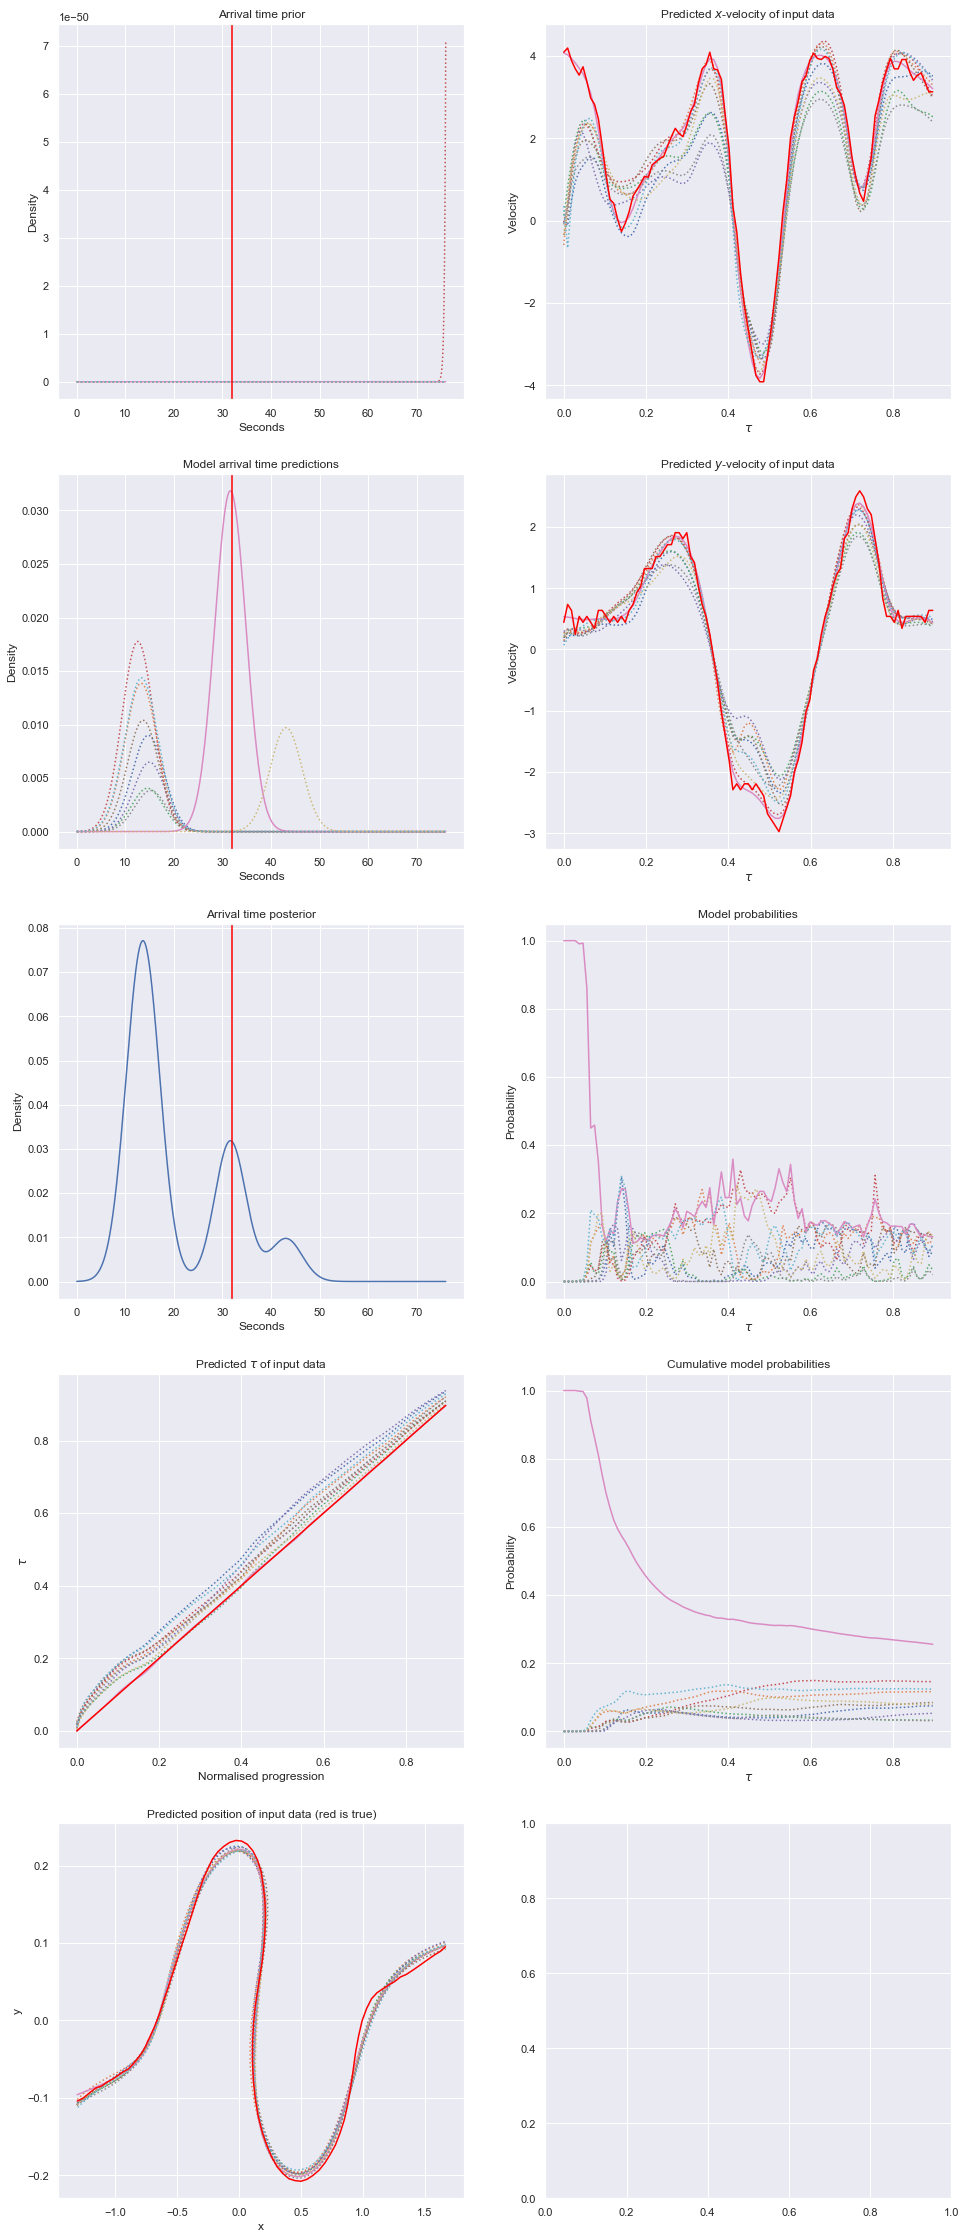 Arrival time prior
1e−50
7
6
5
4
3
2
1
0
Density
0 10 20 30 40 50 60 70
Seconds
Predicted x-velocity of input data
4
2
0
−2
−4
Velocity
0.0 0.2 0.4 0.6 0.8
τ
Model arrival time predictions
0.030
0.025
0.020
0.015
0.010
0.005
0.000
Density
0 10 20 30 40 50 60 70
Seconds
Predicted y-velocity of input data
2
1
0
−1
−2
−3
Velocity
0.0 0.2 0.4 0.6 0.8
τ
Arrival time posterior
0.08
0.07
0.06
0.05
0.04
0.03
0.02
0.01
0.00
Density
0 10 20 30 40 50 60 70
Seconds
Model probabilities
1.0
0.8
0.6
0.4
0.2
0.0
Probability
0.0 0.2 0.4 0.6 0.8
τ
Predicted τ of input data
0.8
0.6
0.4
0.2
0.0
τ
0.0 0.2 0.4 0.6 0.8
Normalised progression
Cumulative model probabilities
1.0
0.8
0.6
0.4
0.2
0.0
Probability
0.0 0.2 0.4 0.6 0.8
τ
Predicted position of input data (red is true)
0.2
0.1
0.0
−0.1
−0.2
y
−1.0 −0.5 0.0 0.5 1.0 1.5
x
1.0
0.8
0.6
0.4
0.2
0.0
0.0 0.2 0.4 0.6 0.8 1.0